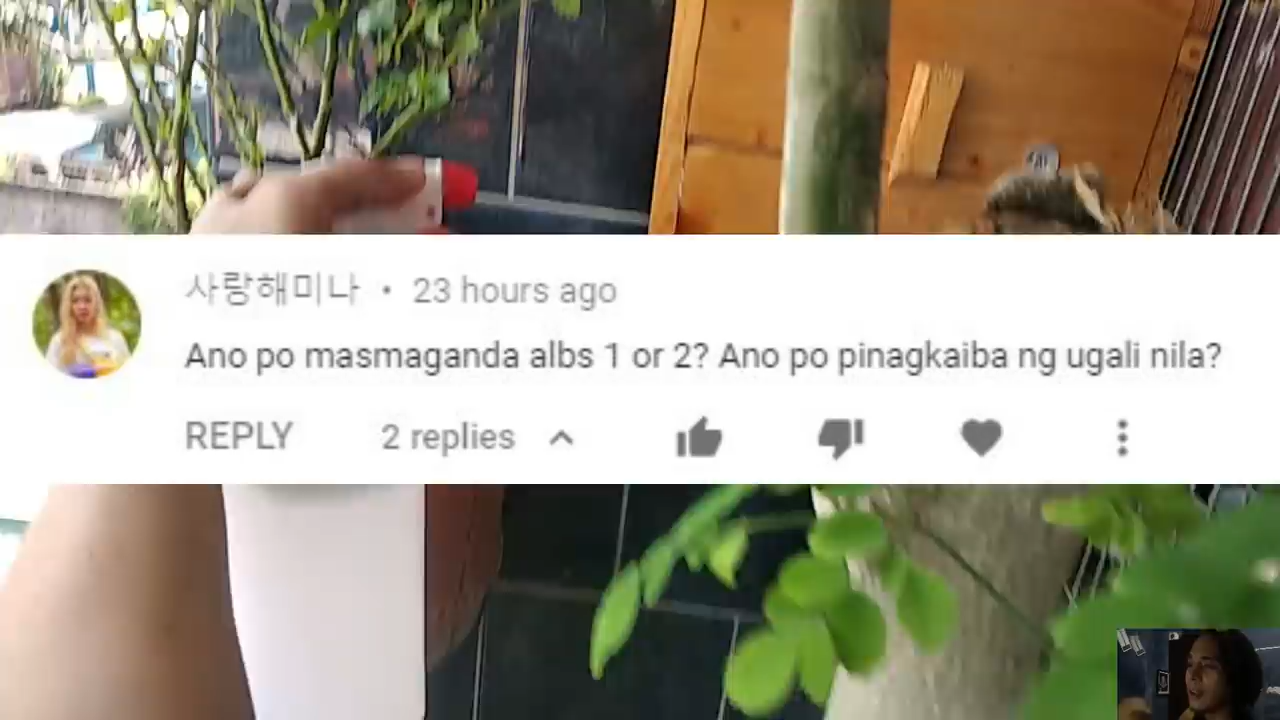 사랑해미나 • 23 hours ago
Ano po masmaganda albs 1 or 2? Ano po pinagkaiba ng ugali nila?
REPLY 2 replies